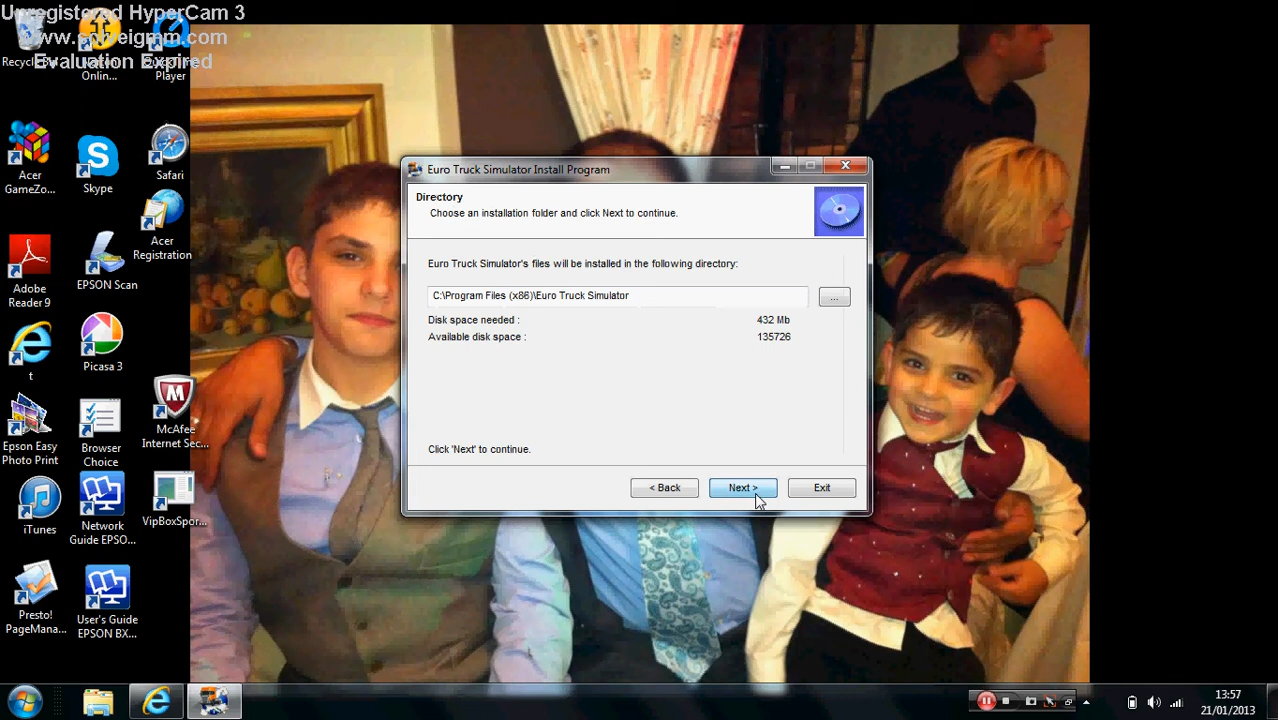 Unregistered HyperCam 3
Evaluation Expired
Online...
Player
Acer
GameZo...
Skype
Safari
Acer
Registration
Adobe
Reader 9
EPSON Scan
t
Picasa 3
McAfee
Internet Sec...
Epson Easy
Photo Print
Browser
Choice
iTunes
Network
Guide EPSO...
VipBoxSpor...
Presto!
PageMana...
User's Guide
EPSON BX...
Euro Truck Simulator Install Program
Directory
Choose an installation folder and click Next to continue.
Euro Truck Simulator's files will be installed in the following directory:
C:\Program Files (x86)\Euro Truck Simulator
...
Disk space needed : 432 Mb
Available disk space : 135726
Click 'Next' to continue.
< Back
Next >
Exit
13:57
21/01/2013